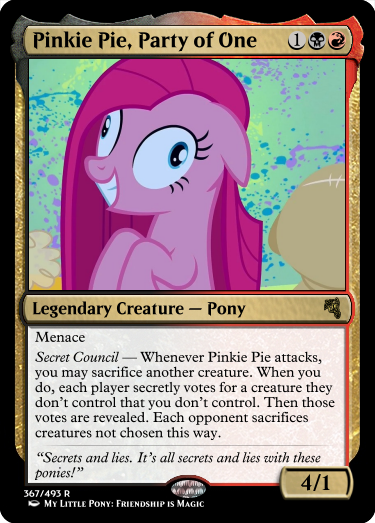 Pinkie Pie, Party of One 1
Legendary Creature — Pony
Menace
Secret Council — Whenever Pinkie Pie attacks,
you may sacrifice another creature. When you
do, each player secretly votes for a creature they
don't control that you don't control. Then those
votes are revealed. Each opponent sacrifices
creatures not chosen this way.
“Secrets and lies. It's all secrets and lies with these
ponies!”
4/1
367/493 R
My Little Pony: Friendship is Magic